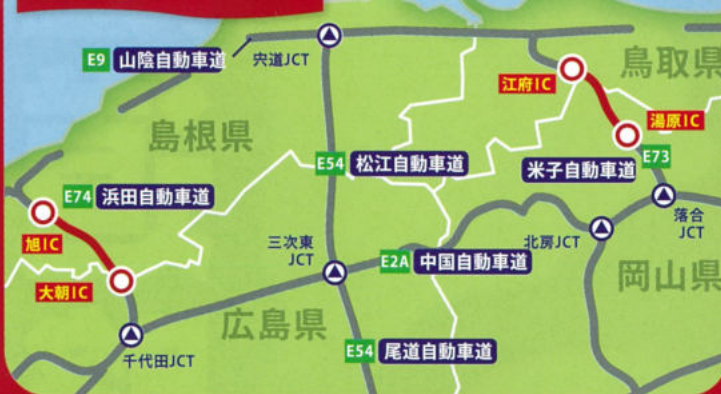 E9 山陰自動車道
宍道JCT
江府IC
鳥取県
湯原IC
島根県
E54 松江自動車道
米子自動車道 E73
E74 浜田自動車道
旭IC
大朝IC
三次東
JCT
E2A 中国自動車道
北房JCT
落合
JCT
岡山県
広島県
千代田JCT
E54 尾道自動車道